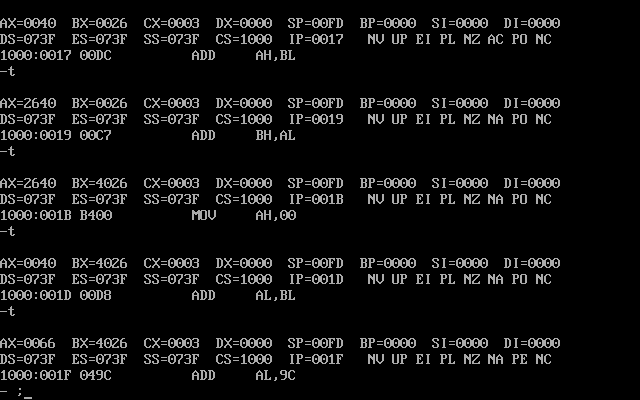 AX=0040  BX=0026  CX=0003  DX=0000  SP=00FD  BP=0000  SI=0000  DI=0000
DS=073F  ES=073F  SS=073F  CS=1000  IP=0017   NV UP EI PL NZ AC PO NC
1000:0017 00DC          ADD     AH,BL
-t
AX=2640  BX=0026  CX=0003  DX=0000  SP=00FD  BP=0000  SI=0000  DI=0000
DS=073F  ES=073F  SS=073F  CS=1000  IP=0019   NV UP EI PL NZ NA PO NC
1000:0019 00C7          ADD     BH,AL
-t
AX=2640  BX=4026  CX=0003  DX=0000  SP=00FD  BP=0000  SI=0000  DI=0000
DS=073F  ES=073F  SS=073F  CS=1000  IP=001B   NV UP EI PL NZ NA PO NC
1000:001B B400          MOV     AH,00
-t
AX=0040  BX=4026  CX=0003  DX=0000  SP=00FD  BP=0000  SI=0000  DI=0000
DS=073F  ES=073F  SS=073F  CS=1000  IP=001D   NV UP EI PL NZ NA PO NC
1000:001D 00D8          ADD     AL,BL
-t
AX=0066  BX=4026  CX=0003  DX=0000  SP=00FD  BP=0000  SI=0000  DI=0000
DS=073F  ES=073F  SS=073F  CS=1000  IP=001F   NV UP EI PL NZ NA PE NC
1000:001F 049C          ADD     AL,9C
- ;_